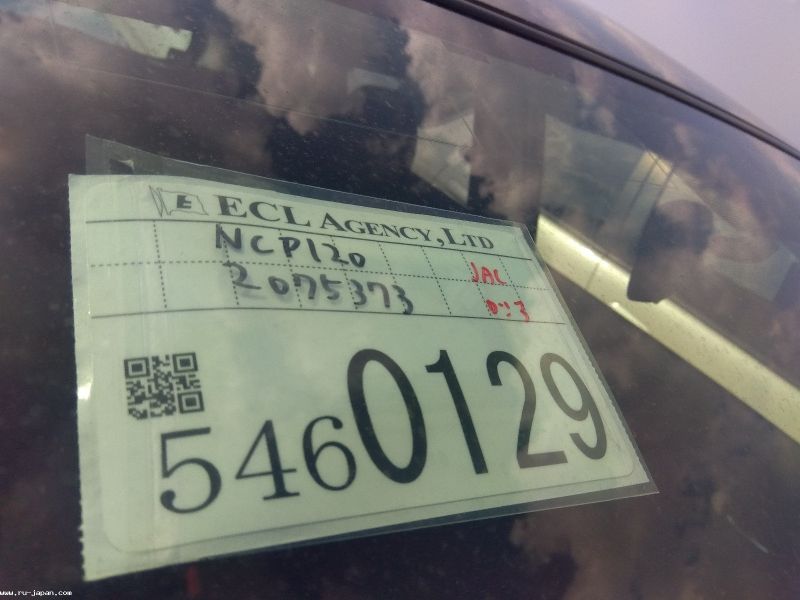 E ECL AGENCY,LTD
NCP120
2075373
JAC
5460129
www.ru-japan.com